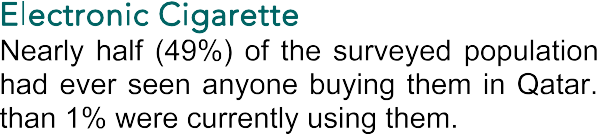 Electronic Cigarette
Nearly half (49%) of the surveyed population
had ever seen anyone buying them in Qatar.
than 1% were currently using them.